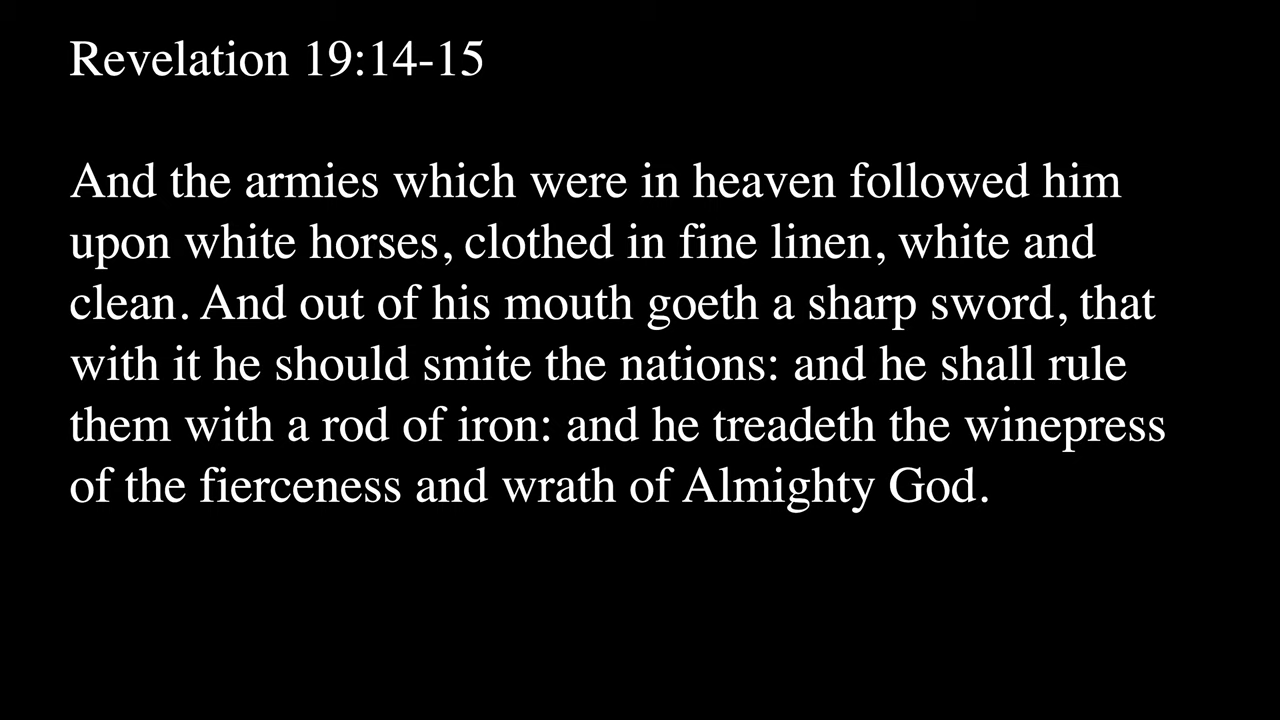 Revelation 19:14-15
And the armies which were in heaven followed him
upon white horses, clothed in fine linen, white and
clean. And out of his mouth goeth a sharp sword, that
with it he should smite the nations: and he shall rule
them with a rod of iron: and he treadeth the winepress
of the fierceness and wrath of Almighty God.